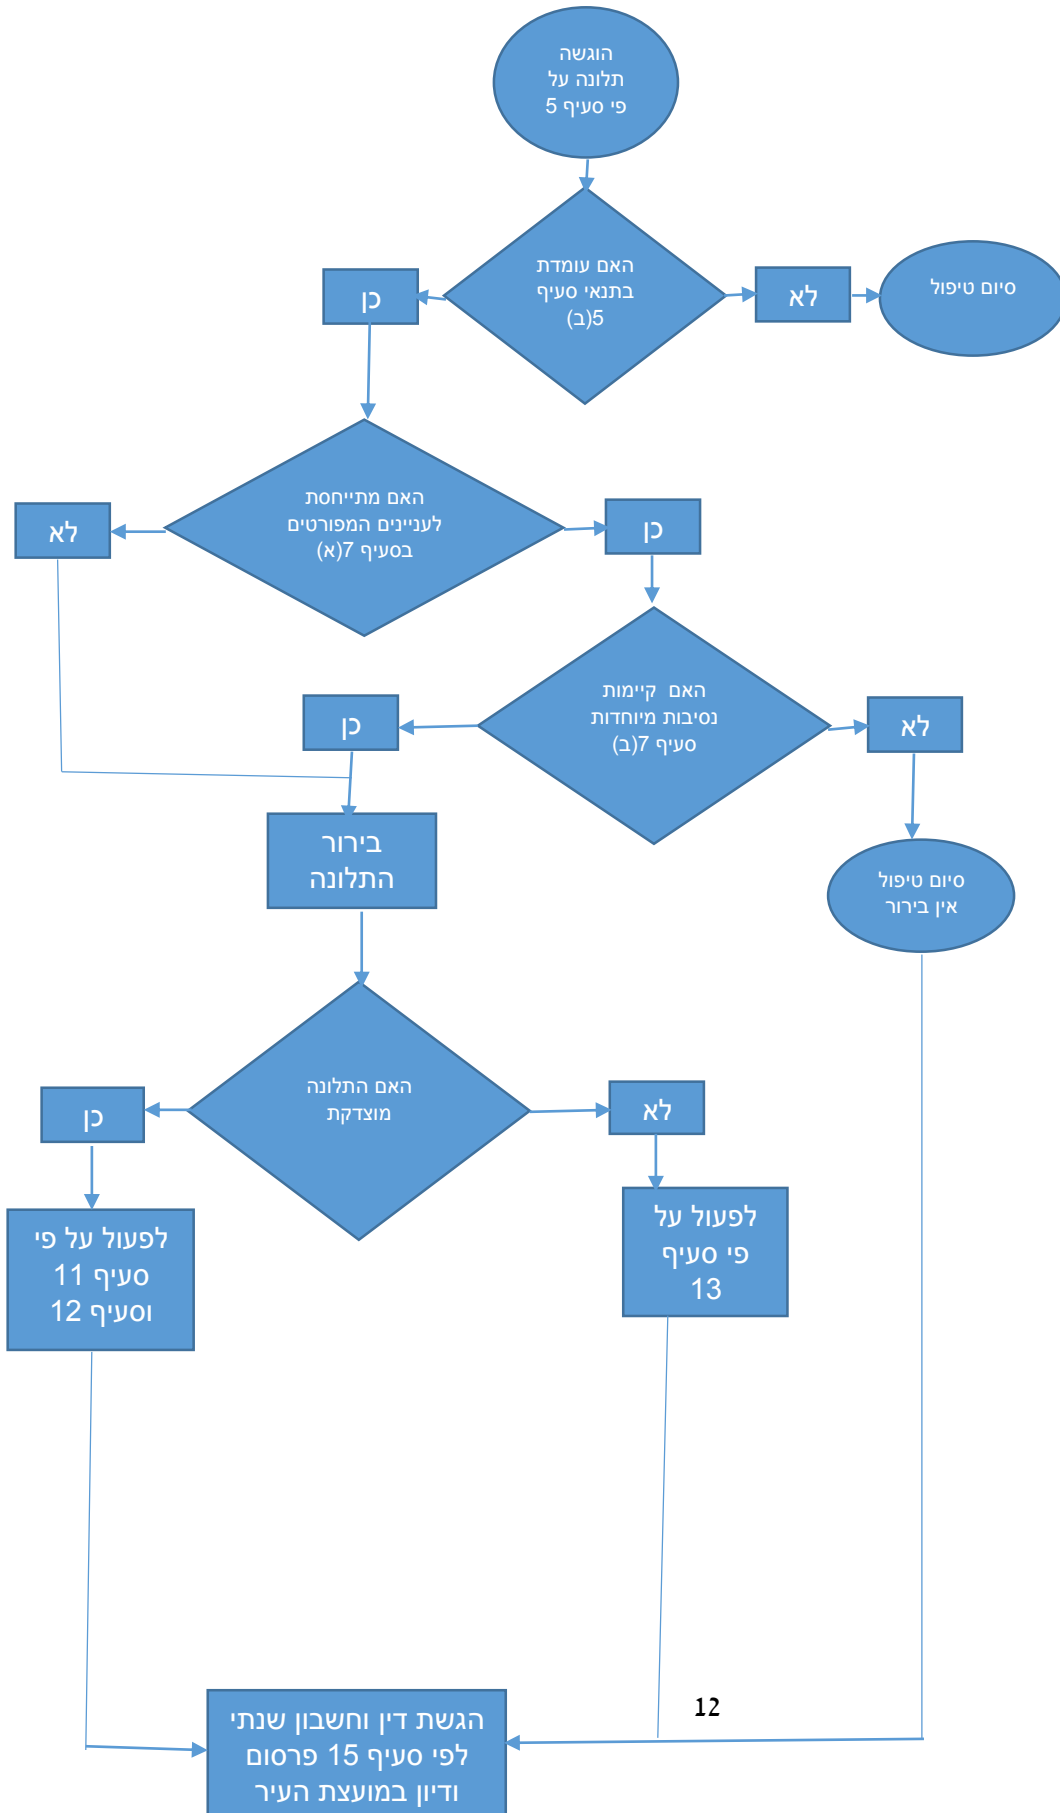 הוגשה
תלונה על
פי סעיף 5
האם עומדת
בתנאי סעיף
5(ב)
כן
לא
סיום טיפול
האם מתייחסת
לעניינים המפורטים
בסעיף 7(א)
לא
כן
האם קיימות
נסיבות מיוחדות
סעיף 7(ב)
כן
לא
בירור
התלונה
סיום טיפול
אין בירור
האם התלונה
מוצדקת
כן
לא
לפעול על פי
סעיף 11
וסעיף 12
לפעול על
פי סעיף
13
12
הגשת דין וחשבון שנתי
לפי סעיף 15 פרסום
ודיון במועצת העיר